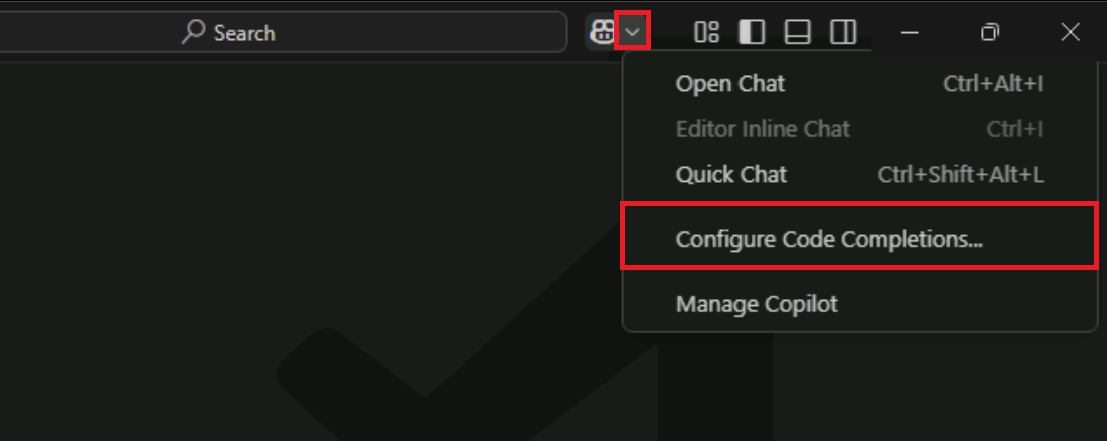 Search
Open Chat Ctrl+Alt+I
Editor Inline Chat Ctrl+I
Quick Chat Ctrl+Shift+Alt+L
Configure Code Completions...
Manage Copilot